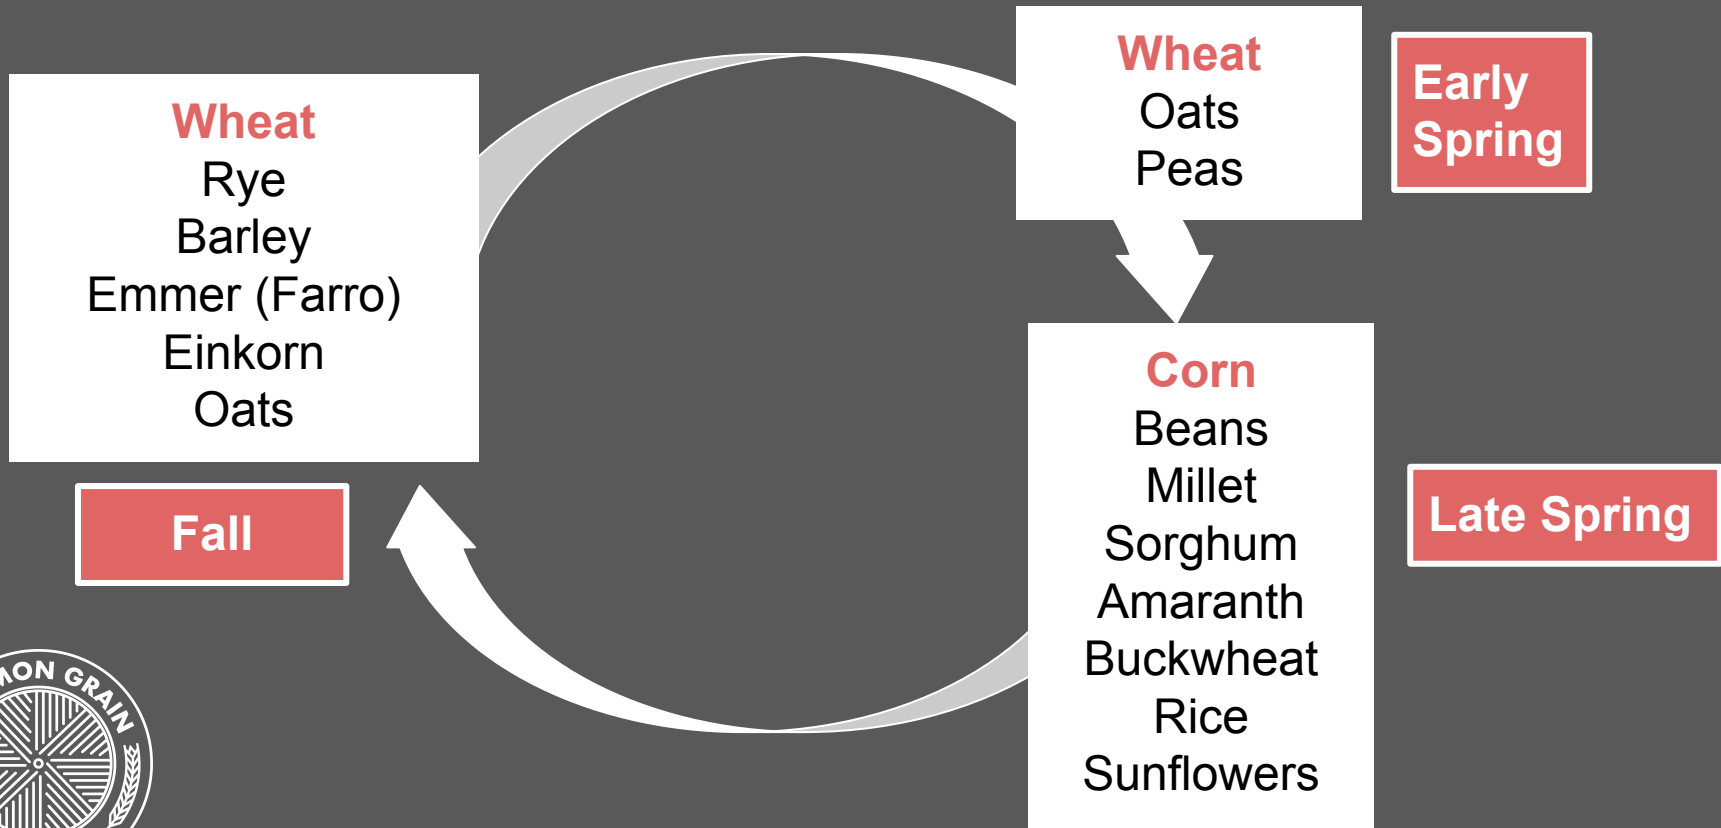 Wheat
Rye
Barley
Emmer (Farro)
Einkorn
Oats
Fall
Wheat
Oats
Peas
Early
Spring
Corn
Beans
Millet
Sorghum
Amaranth
Buckwheat
Rice
Sunflowers
Late Spring
MON GRAIN